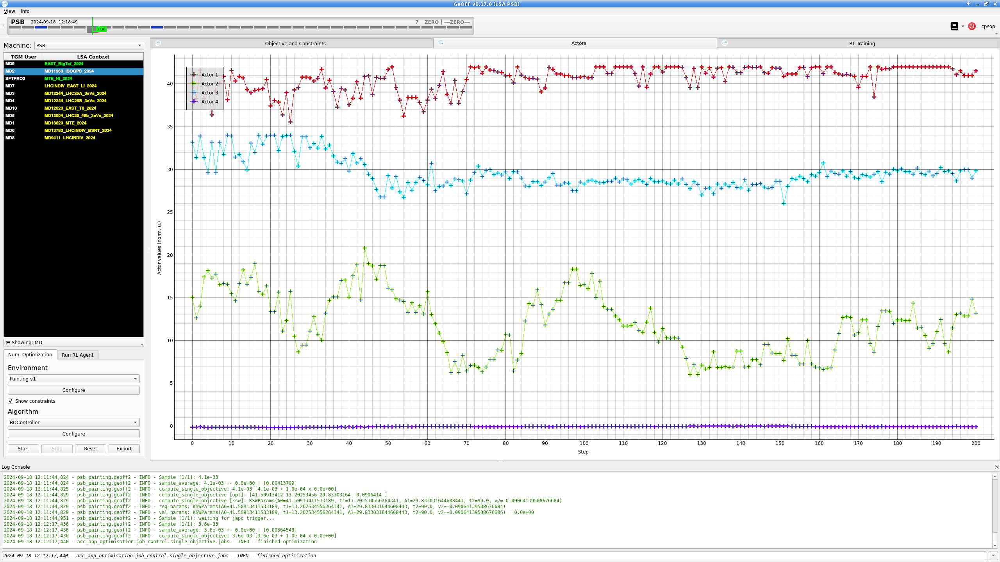 GeOFF v0.17.0 (LSA PSB)
View Info
PSB 2024-09-18 12:18:49 7 ZERO ---ZERO---
7/36
cpsop
Machine: PSB
TGM User LSA Context
MD9 EAST_BigTof_2024
MD2 MD11963_ISOGPS_2024
SFTPRO2 MTE_Hi_2024
MD7 LHCINDIV_EAST_LI_2024
MD3 MD12244_LHC25A_3eVs_2024
MD4 MD12244_LHC25B_3eVs_2024
MD10 MD12623_EAST_T8_2024
MD5 MD13004_LHC25_48b_3eVs_2024
MD1 MD13623_MTE_2024
MD6 MD13783_LHCINDIV_BSRT_2024
MD8 MD9411_LHCINDIV_2024
Showing: MD
Num. Optimization Run RL Agent
Environment
Painting-v1
Configure
Show constraints
Algorithm
BOController
Configure
Start Stop Reset Export
Objective and Constraints Actors RL Training
Actor 1
Actor 2
Actor 3
Actor 4
Actor values (norm. u.)
40
35
30
25
20
15
10
5
0
0 10 20 30 40 50 60 70 80 90 100 110 120 130 140 150 160 170 180 190 200
Step
Log Console
2024-09-18 12:11:44,824 - psb_painting.geoff2 - INFO - Sample [1/1]: 4.1e-03
2024-09-18 12:11:44,824 - psb_painting.geoff2 - INFO - sample_average: 4.1e-03 +- 0.0e+00 | [0.00413799]
2024-09-18 12:11:44,825 - psb_painting.geoff2 - INFO - compute_single_objective: 4.1e-03 [4.1e-03 + 1.0e-04 x 0.0e+00]
2024-09-18 12:11:44,829 - psb_painting.geoff2 - INFO - compute_single_objective [opt]: [41.50913412 13.20253456 29.83303164 -0.0906414 ]
2024-09-18 12:11:44,829 - psb_painting.geoff2 - INFO - compute_single_objective [ksw]: KSWParams(A0=41.50913411533189, t1=13.202534556264341, A1=29.833031644608443, t2=90.0, v2=-0.09064139508676684)
2024-09-18 12:11:44,829 - psb_painting.geoff2 - INFO - req_params: KSWParams(A0=41.50913411533189, t1=13.202534556264341, A1=29.833031644608443, t2=90.0, v2=-0.09064139508676684)
2024-09-18 12:11:44,829 - psb_painting.geoff2 - INFO - val_params: KSWParams(A0=41.50913411533189, t1=13.202534556264341, A1=29.833031644608443, t2=90.0, v2=-0.09064139508676686) | 0.0e+00
2024-09-18 12:11:44,951 - psb_painting.geoff2 - INFO - Sample [1/1]: waiting for japc trigger...
2024-09-18 12:12:17,436 - psb_painting.geoff2 - INFO - Sample [1/1]: 3.6e-03
2024-09-18 12:12:17,436 - psb_painting.geoff2 - INFO - sample_average: 3.6e-03 +- 0.0e+00 | [0.00364548]
2024-09-18 12:12:17,436 - psb_painting.geoff2 - INFO - compute_single_objective: 3.6e-03 [3.6e-03 + 1.0e-04 x 0.0e+00]
2024-09-18 12:12:17,440 - acc_app_optimisation.job_control.single_objective.jobs - INFO - finished optimization
2024-09-18 12:12:17,440 - acc_app_optimisation.job_control.single_objective.jobs - INFO - finished optimization